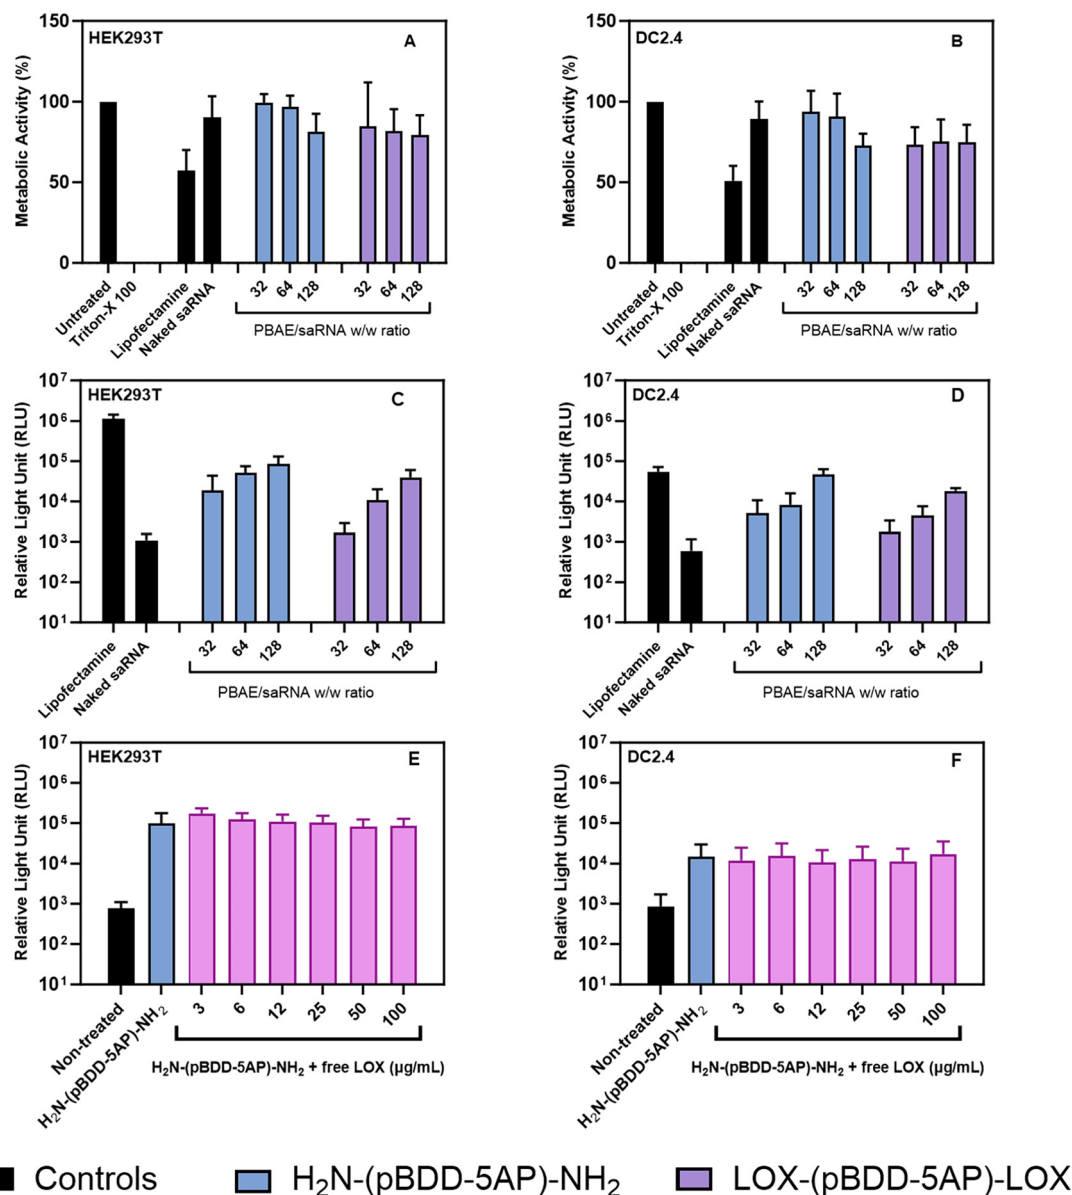 HEK293T A
Metabolic Activity (%)
150
100
50
0
Untreated
Triton-X 100
Lipofectamine
Naked saRNA
32 64 128 32 64 128
PBAE/saRNA w/w ratio
DC2.4 B
Metabolic Activity (%)
150
100
50
0
Untreated
Triton-X 100
Lipofectamine
Naked saRNA
32 64 128 32 64 128
PBAE/saRNA w/w ratio
HEK293T C
Relative Light Unit (RLU)
10⁷
10⁶
10⁵
10⁴
10³
10²
10¹
Lipofectamine
Naked saRNA
32 64 128 32 64 128
PBAE/saRNA w/w ratio
DC2.4 D
Relative Light Unit (RLU)
10⁷
10⁶
10⁵
10⁴
10³
10²
10¹
Lipofectamine
Naked saRNA
32 64 128 32 64 128
PBAE/saRNA w/w ratio
HEK293T E
Relative Light Unit (RLU)
10⁷
10⁶
10⁵
10⁴
10³
10²
10¹
Non-treated
H₂N-(pBDD-5AP)-NH₂
3 6 12 25 50 100
H₂N-(pBDD-5AP)-NH₂ + free LOX (µg/mL)
DC2.4 F
Relative Light Unit (RLU)
10⁷
10⁶
10⁵
10⁴
10³
10²
10¹
Non-treated
H₂N-(pBDD-5AP)-NH₂
3 6 12 25 50 100
H₂N-(pBDD-5AP)-NH₂ + free LOX (µg/mL)
Controls H₂N-(pBDD-5AP)-NH₂ LOX-(pBDD-5AP)-LOX